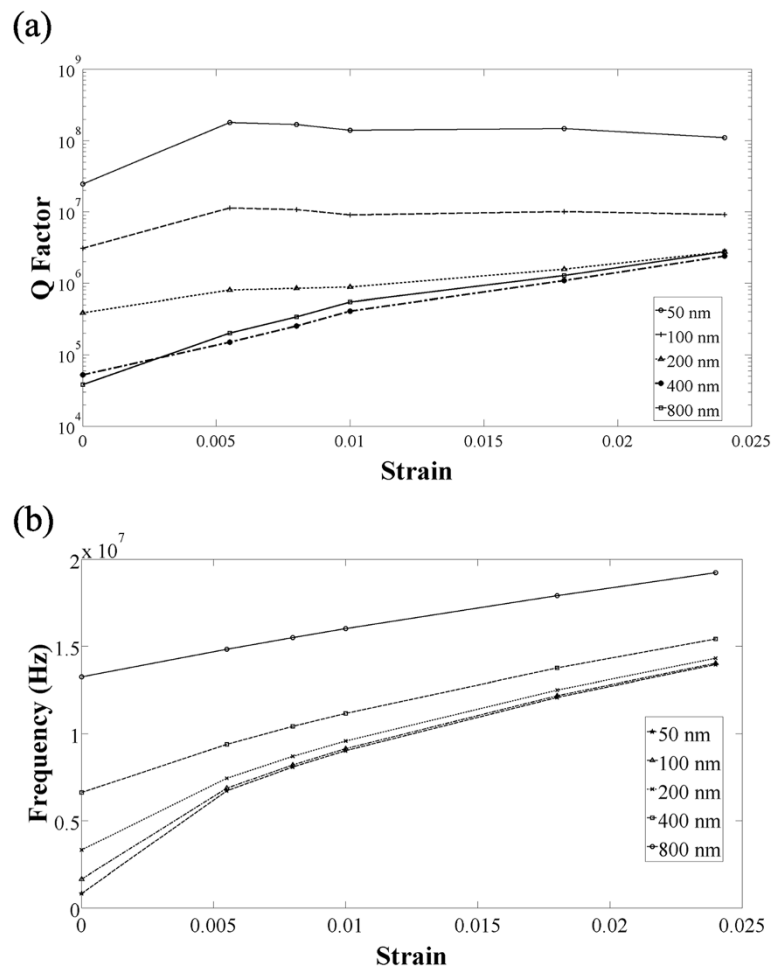 (a)
10^9
10^8
10^7
10^6
10^5
10^4
Q Factor
50 nm
100 nm
200 nm
400 nm
800 nm
0 0.005 0.01 0.015 0.02 0.025
Strain
(b)
x 10^7
2
1.5
1
0.5
0
Frequency (Hz)
50 nm
100 nm
200 nm
400 nm
800 nm
0 0.005 0.01 0.015 0.02 0.025
Strain